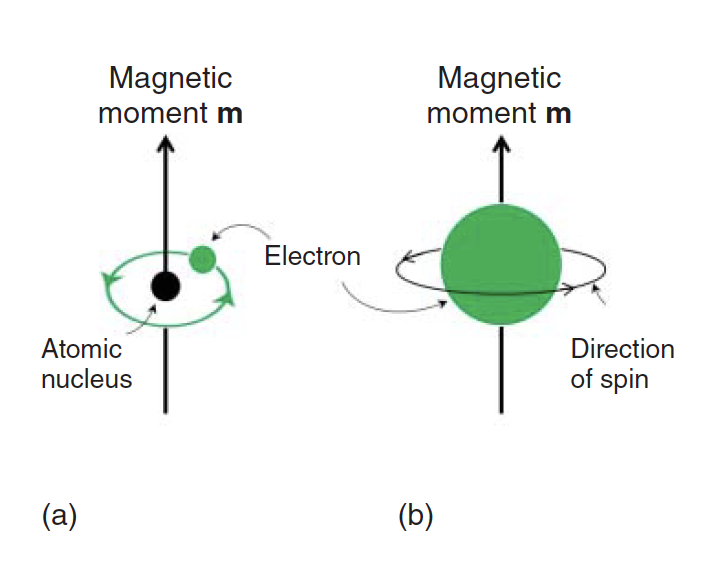 Magnetic
moment m
Magnetic
moment m
Electron
Atomic
nucleus
Direction
of spin
(a)
(b)